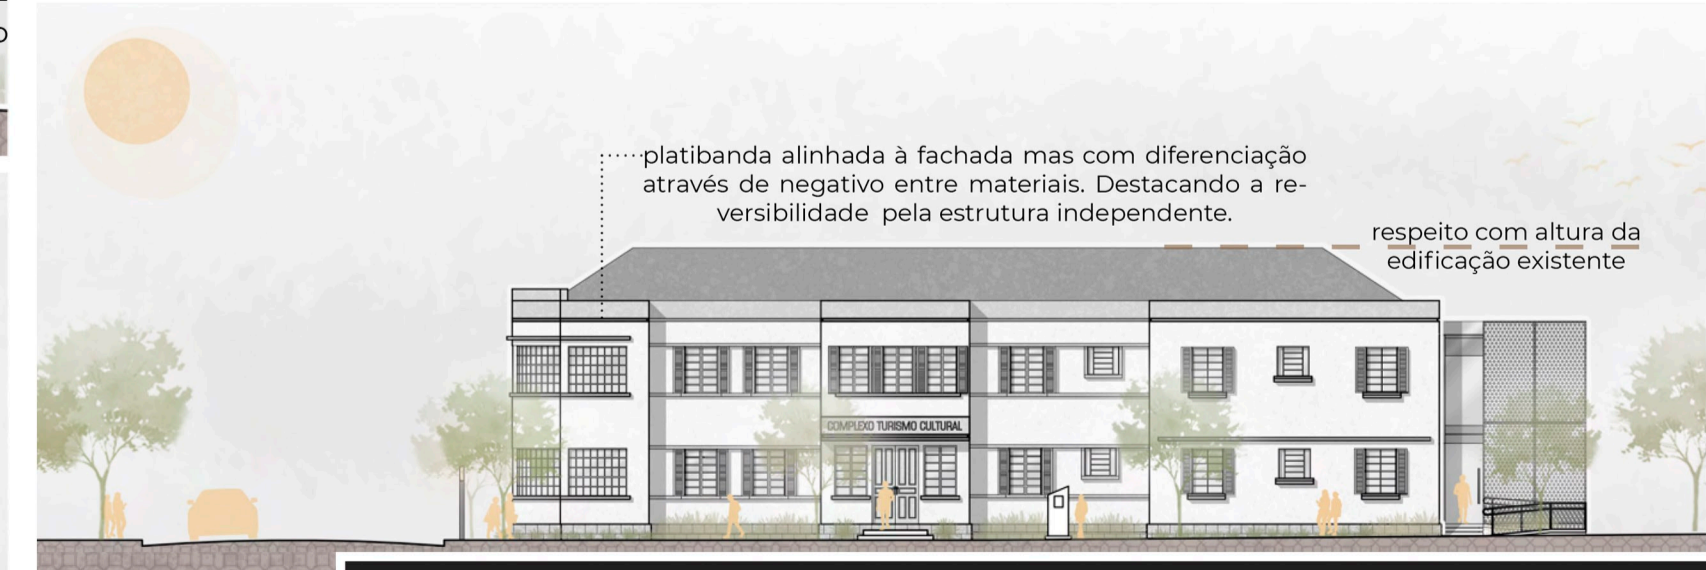 platibanda alinhada à fachada mas com diferenciação
através de negativo entre materiais. Destacando a re-
versibilidade pela estrutura independente.
respeito com altura da
edificação existente
COMPLEXO TURISMO CULTURAL